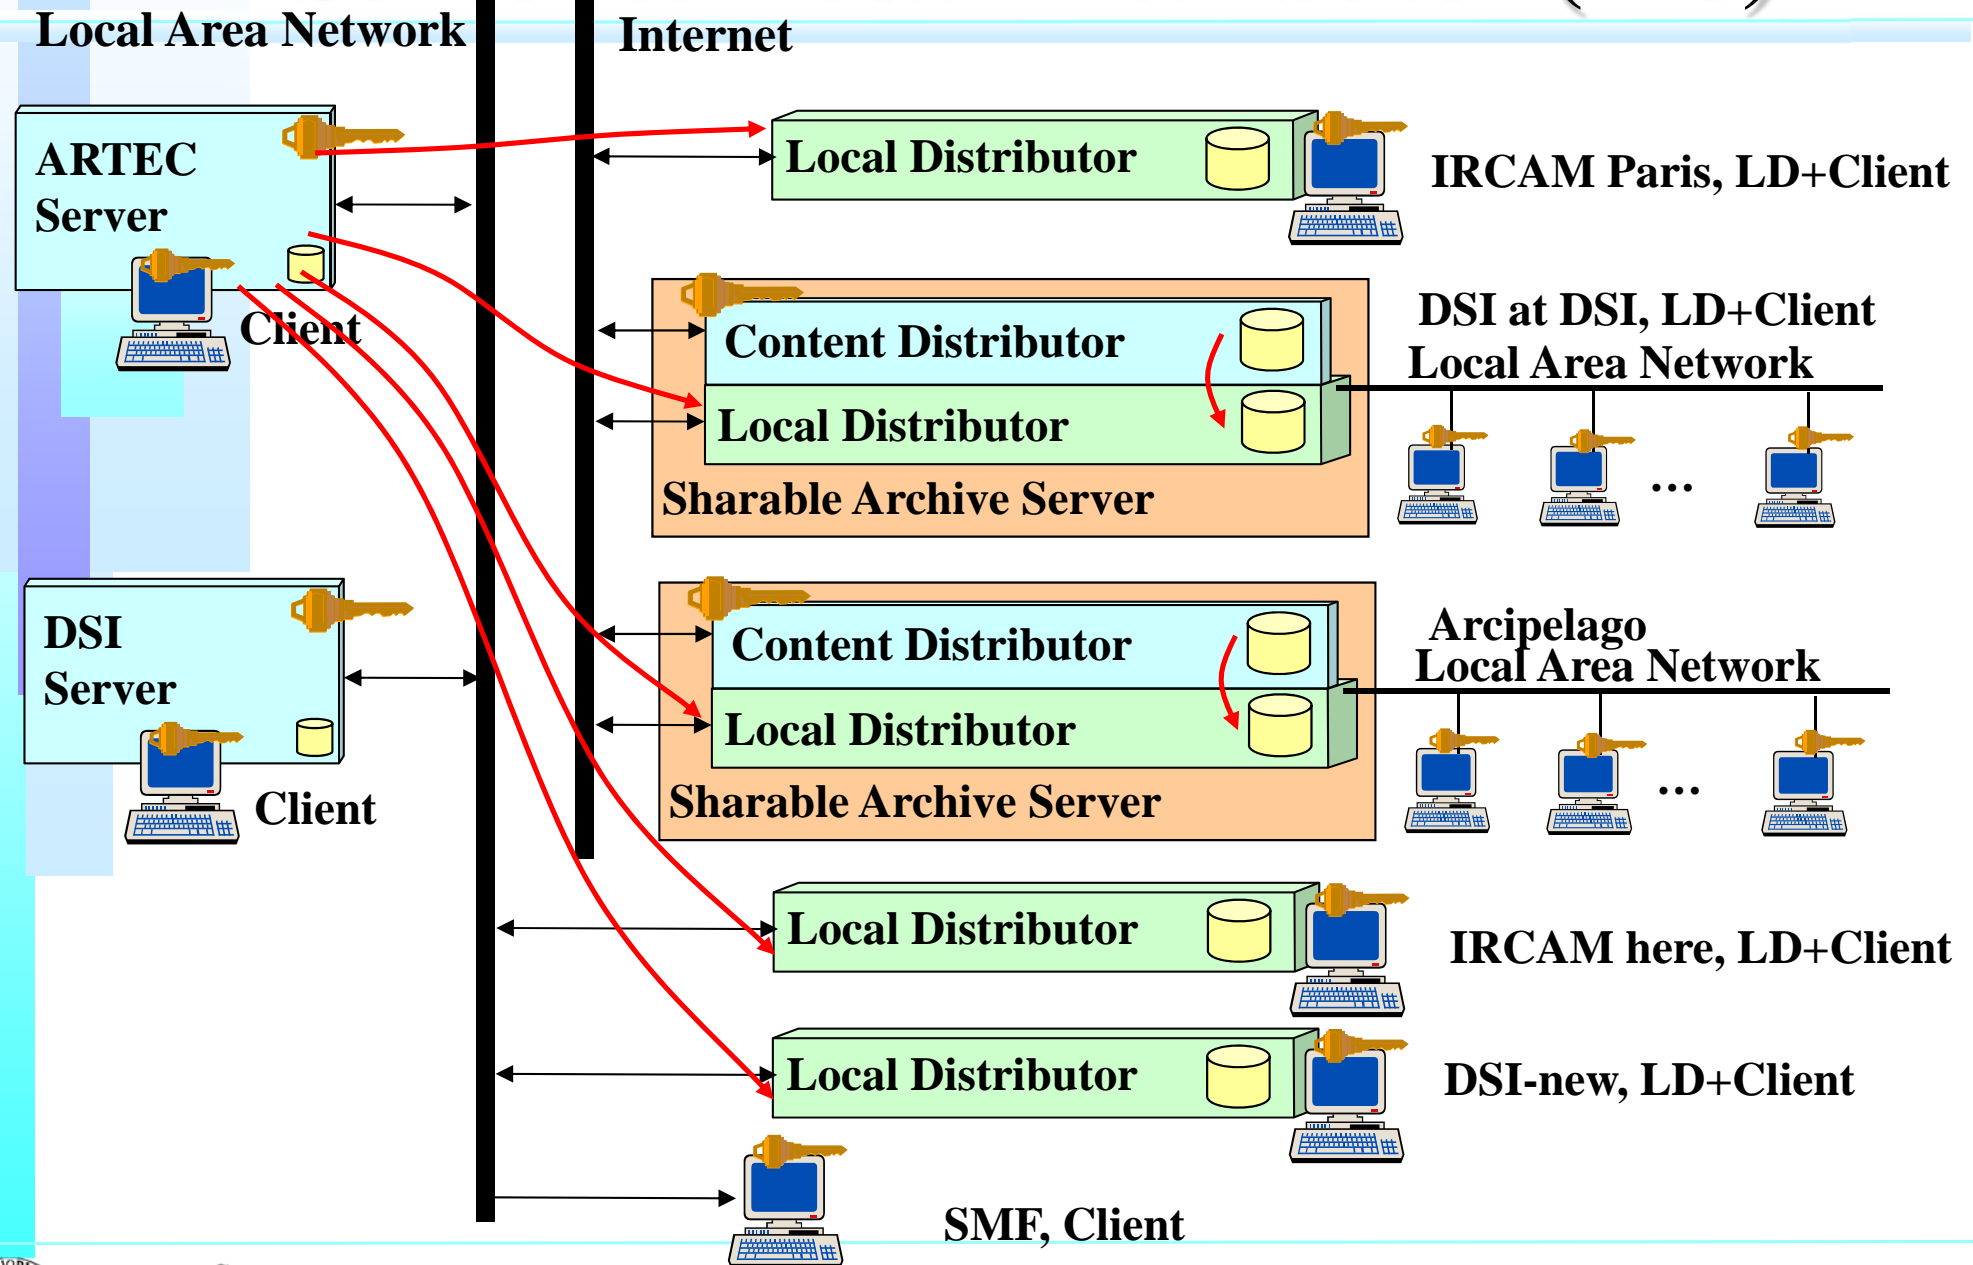 Local Area Network
Internet
ARTEC
Server
Client
Local Distributor
IRCAM Paris, LD+Client
Content Distributor
Local Distributor
Sharable Archive Server
DSI at DSI, LD+Client
Local Area Network
...
DSI
Server
Client
Content Distributor
Local Distributor
Sharable Archive Server
Arcipelago
Local Area Network
...
Local Distributor
IRCAM here, LD+Client
Local Distributor
DSI-new, LD+Client
SMF, Client